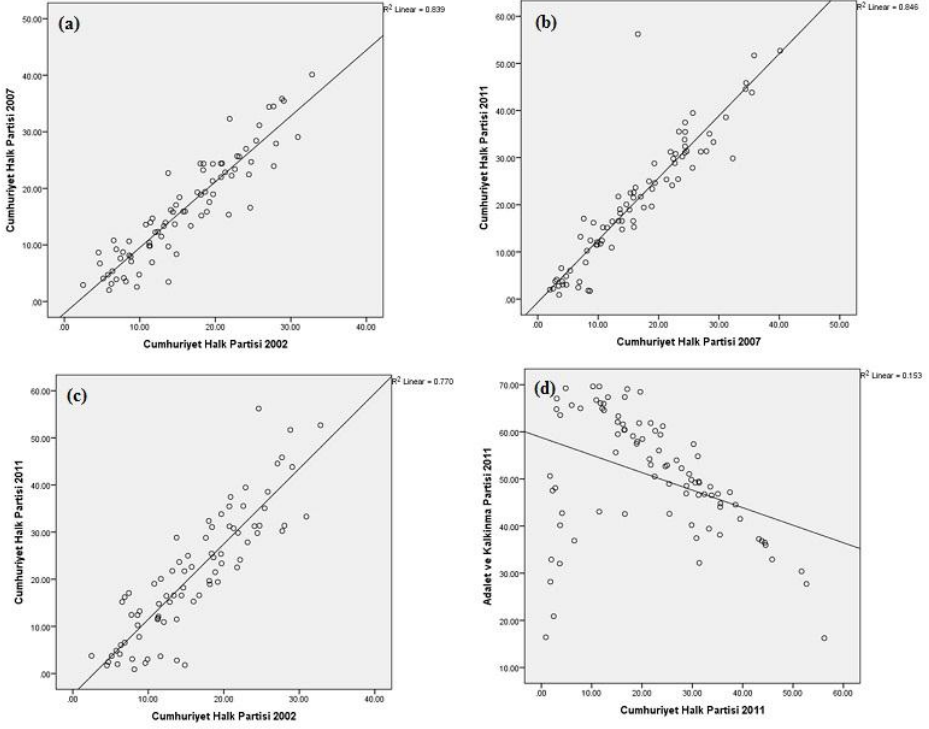 (a)
R2 Linear = 0.839
Cumhuriyet Halk Partisi 2007
50.00
40.00
30.00
20.00
10.00
.00
.00 10.00 20.00 30.00 40.00
Cumhuriyet Halk Partisi 2002
(b)
R2 Linear = 0.846
Cumhuriyet Halk Partisi 2011
60.00
50.00
40.00
30.00
20.00
10.00
.00
.00 10.00 20.00 30.00 40.00 50.00
Cumhuriyet Halk Partisi 2007
(c)
R2 Linear = 0.770
Cumhuriyet Halk Partisi 2011
60.00
50.00
40.00
30.00
20.00
10.00
.00
.00 10.00 20.00 30.00 40.00
Cumhuriyet Halk Partisi 2002
(d)
R2 Linear = 0.153
Adalet ve Kalkinma Partisi 2011
70.00
60.00
50.00
40.00
30.00
20.00
10.00
.00 10.00 20.00 30.00 40.00 50.00 60.00
Cumhuriyet Halk Partisi 2011